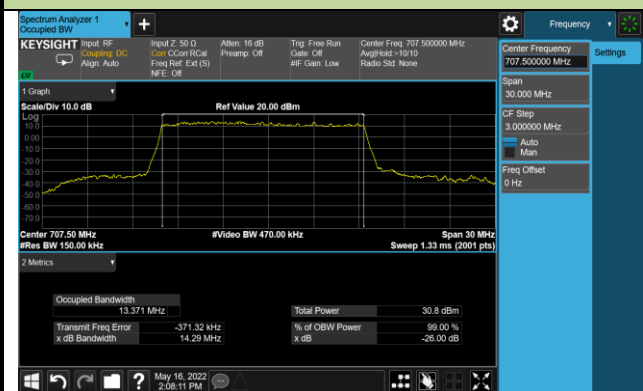 Spectrum Analyzer 1
Occupied BW
+
Frequency
KEYSIGHT
Input: RF
Coupling: DC
Align: Auto
Input Z: 50 Ω
Corr CCorr RCal
Freq Ref: Ext (S)
NFE: Off
Atten: 16 dB
Preamp: Off
Trig: Free Run
Gate: Off
#IF Gain: Low
Center Freq: 707.500000 MHz
Avg|Hold:>10/10
Radio Std: None
Center Frequency
707.500000 MHz
Settings
Span
30.000 MHz
CF Step
3.000000 MHz
Auto
Man
Freq Offset
0 Hz
1 Graph
Scale/Div 10.0 dB
Ref Value 20.00 dBm
Log
10.0
0.00
-10.0
-20.0
-30.0
-40.0
-50.0
-60.0
-70.0
Center 707.50 MHz
#Video BW 470.00 kHz
Span 30 MHz
#Res BW 150.00 kHz
Sweep 1.33 ms (2001 pts)
2 Metrics
Occupied Bandwidth
13.371 MHz
Total Power
30.8 dBm
Transmit Freq Error
-371.32 kHz
% of OBW Power
99.00 %
x dB Bandwidth
14.29 MHz
x dB
-26.00 dB
?
May 16, 2022
2:08:11 PM